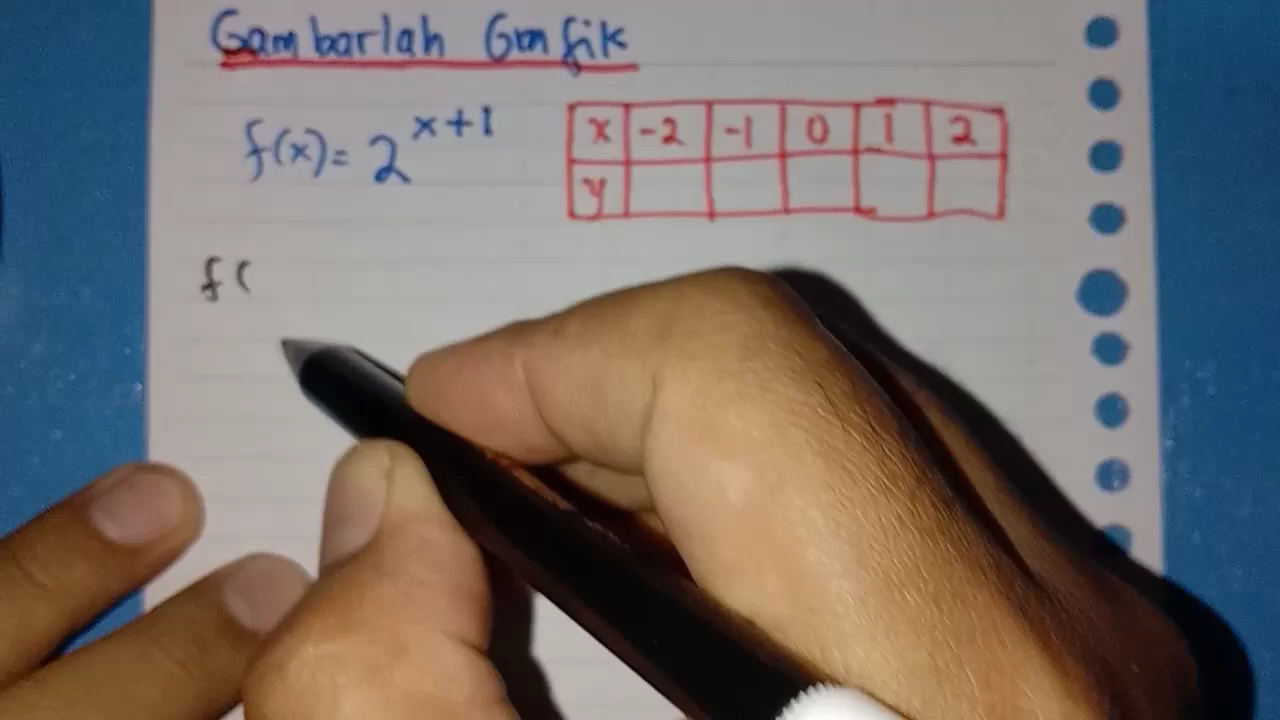 Gambarlah Grafik
f(x) = 2^{x+1}
x -2 -1 0 1 2
y
f(